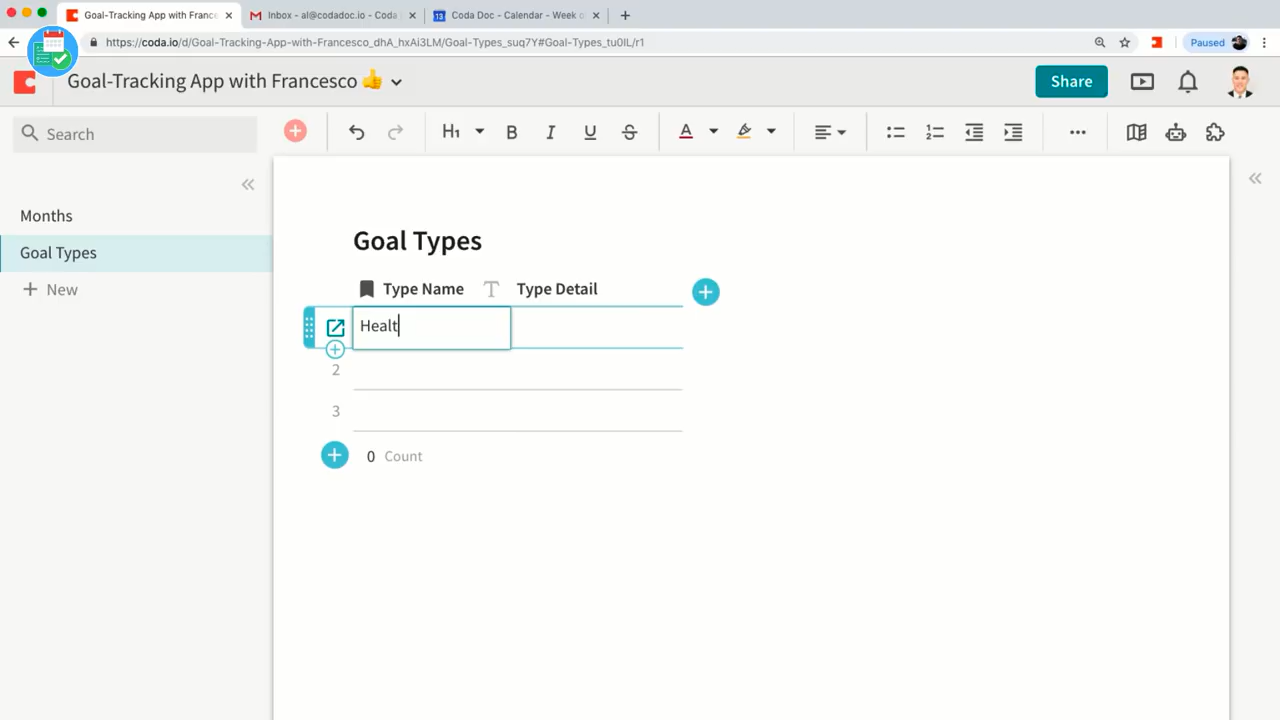 Goal-Tracking App with France
Inbox - al@codadoc.io - Coda
Coda Doc - Calendar - Week o
https://coda.io/d/Goal-Tracking-App-with-Francesco_dhA_hxAi3LM/Goal-Types_suq7Y#Goal-Types_tu0lL/r1
Paused
Goal-Tracking App with Francesco 👍
Share
Search
H1
B
I
U
S
A
Months
Goal Types
New
Goal Types
Type Name
T
Type Detail
Healt
2
3
0 Count